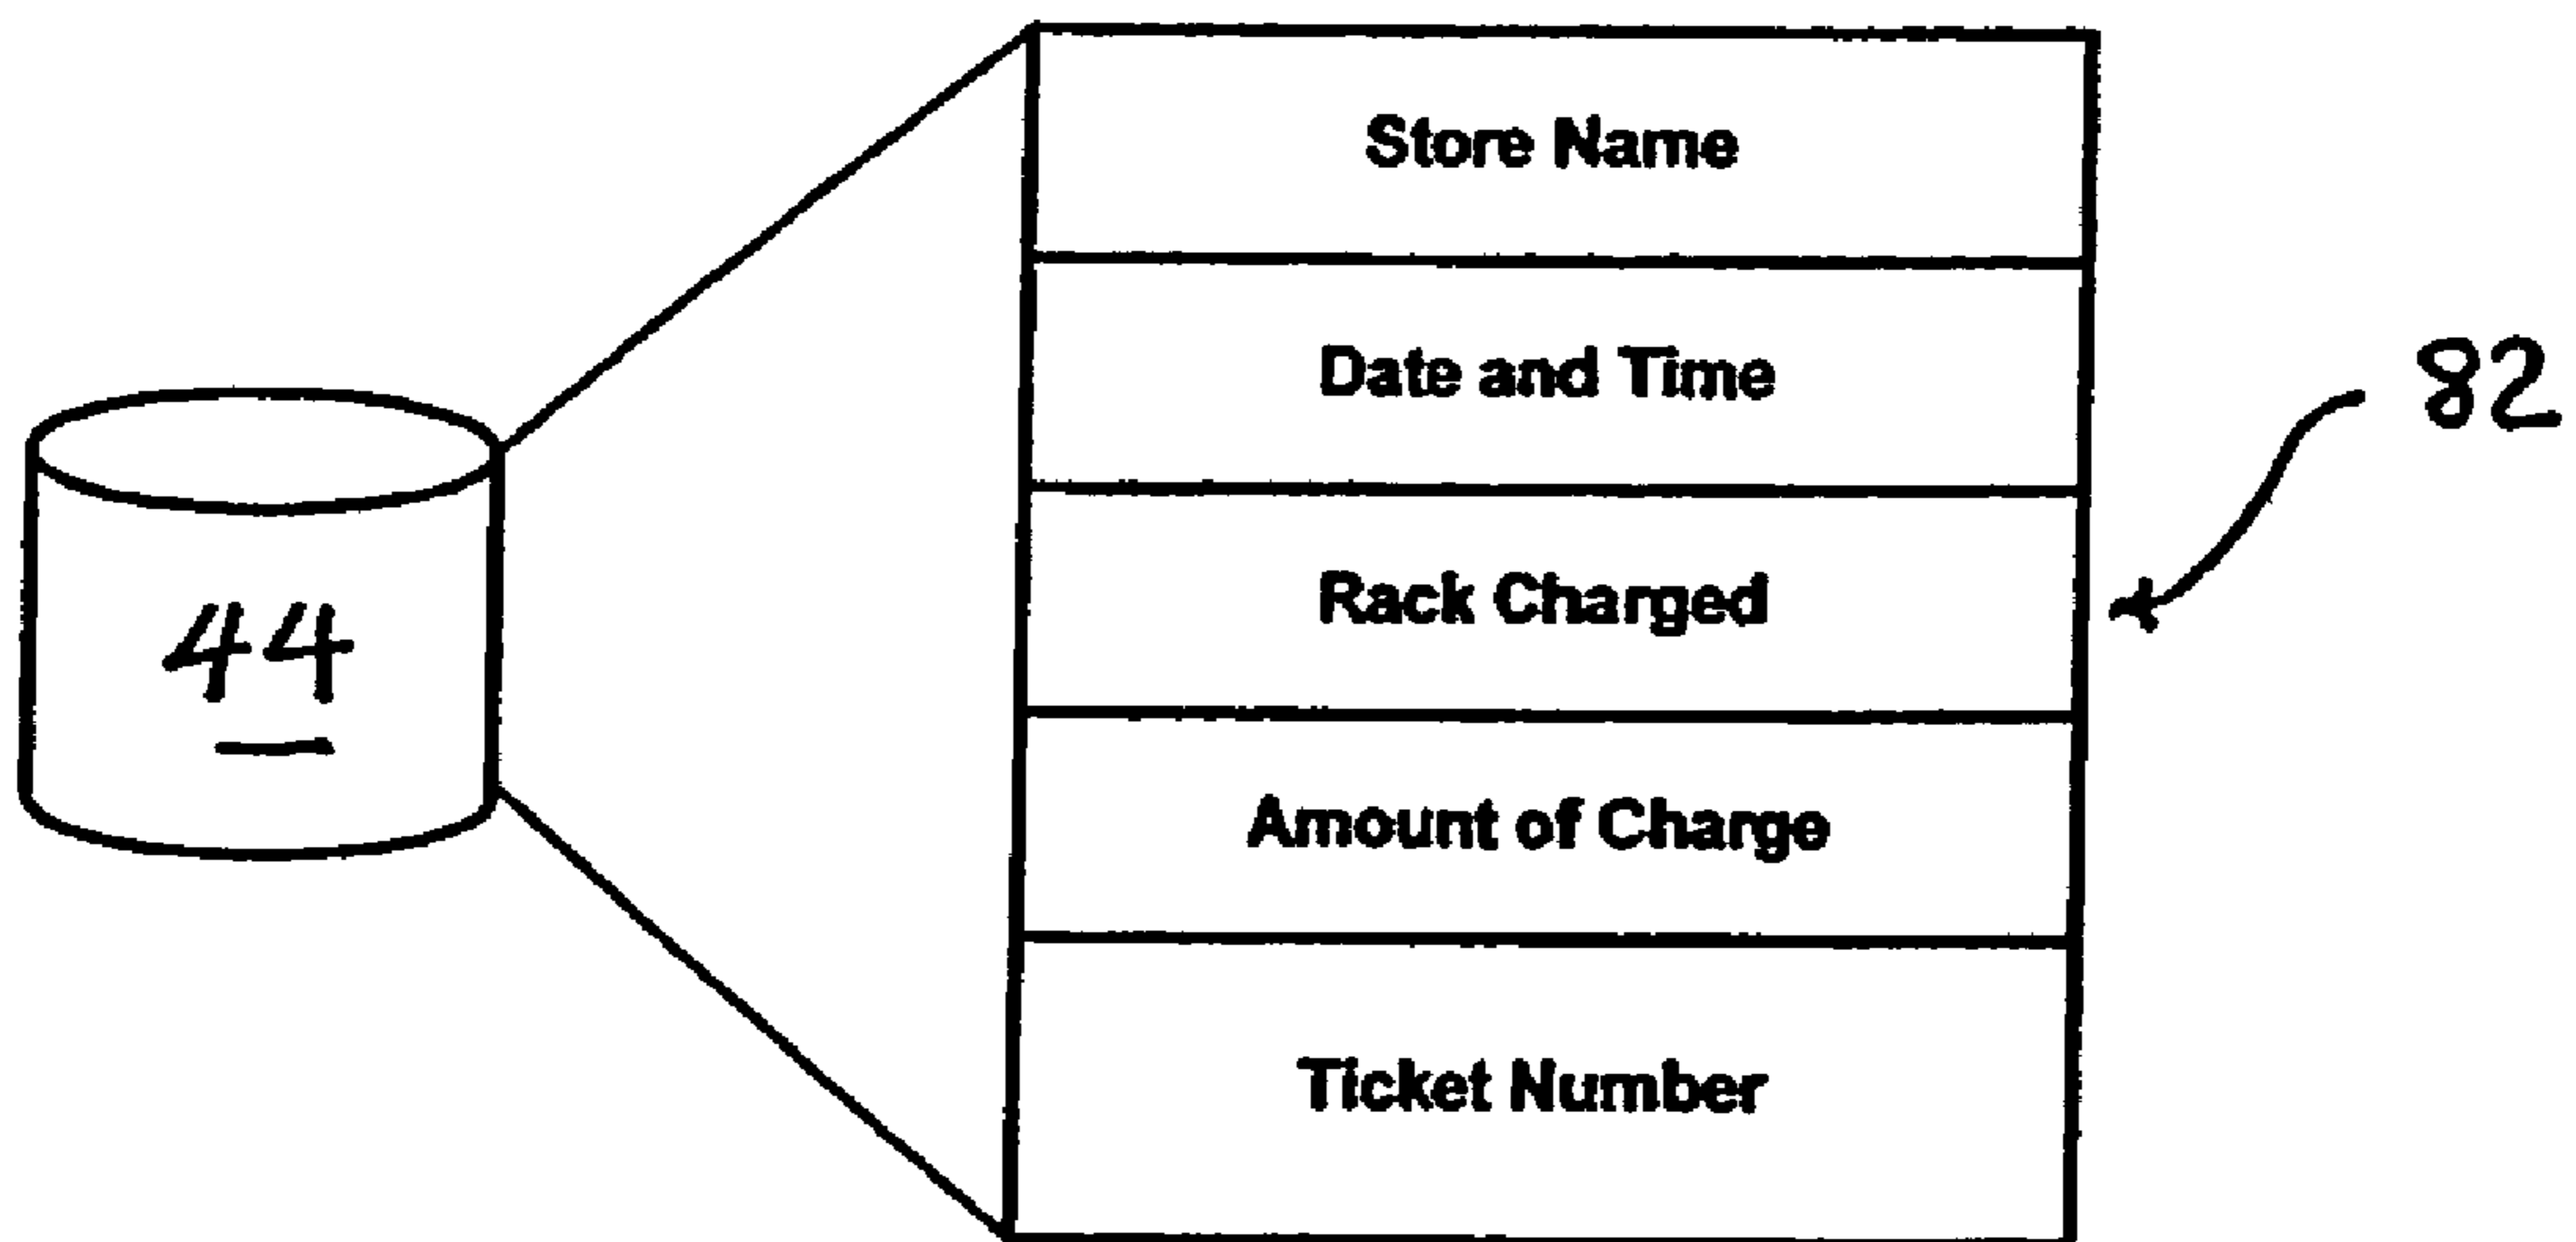 Store Name
Date and Time
82
Rack Charged
44
Amount of Charge
Ticket Number